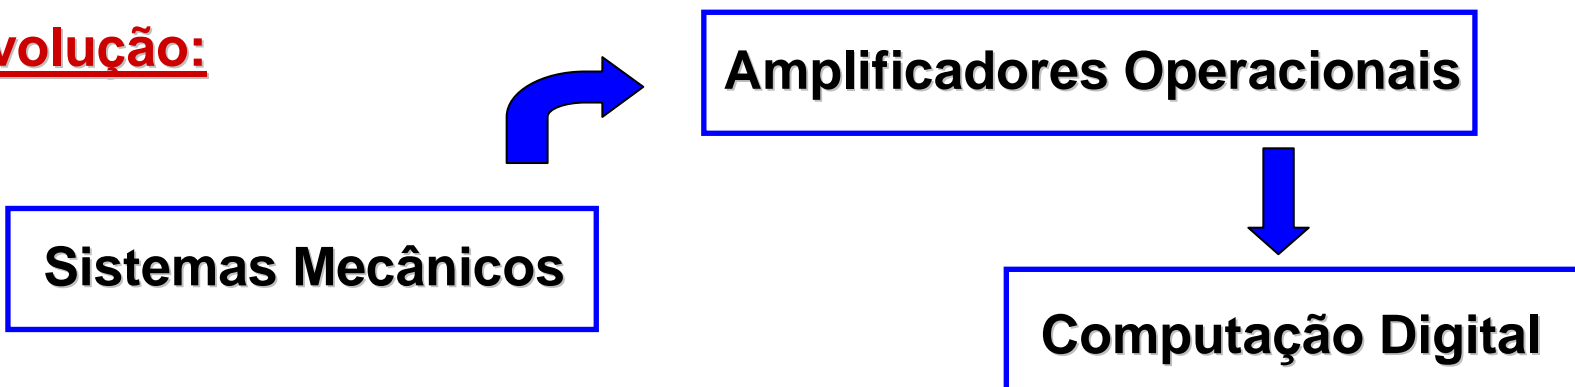 volução:
Amplificadores Operacionais
Sistemas Mecânicos
Computação Digital